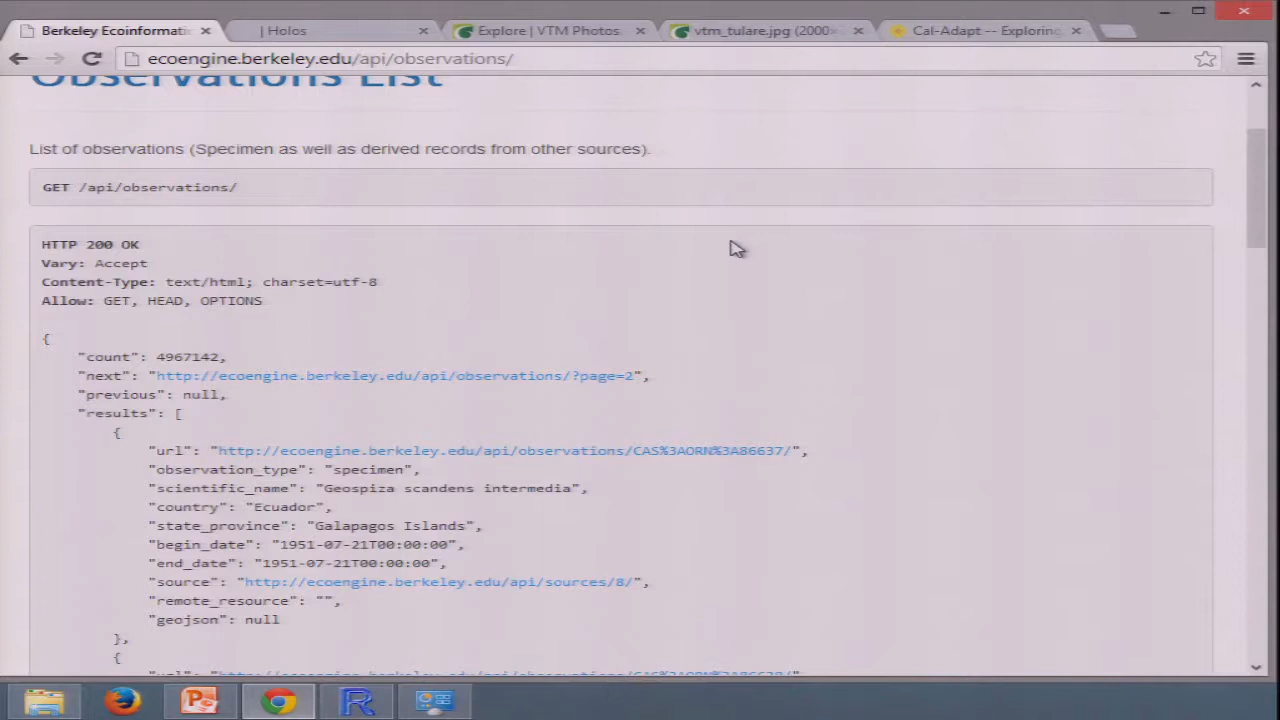 Berkeley Ecoinformati
| Holos
Explore | VTM Photos
vtm_tulare.jpg (2000×
Cal-Adapt -- Exploring
ecoengine.berkeley.edu/api/observations/
Observations List
List of observations (Specimen as well as derived records from other sources).
GET /api/observations/
HTTP 200 OK
Vary: Accept
Content-Type: text/html; charset=utf-8
Allow: GET, HEAD, OPTIONS
{
"count": 4967142,
"next": "http://ecoengine.berkeley.edu/api/observations/?page=2",
"previous": null,
"results": [
{
"url": "http://ecoengine.berkeley.edu/api/observations/CAS%3AORN%3A86637/",
"observation_type": "specimen",
"scientific_name": "Geospiza scandens intermedia",
"country": "Ecuador",
"state_province": "Galapagos Islands",
"begin_date": "1951-07-21T00:00:00",
"end_date": "1951-07-21T00:00:00",
"source": "http://ecoengine.berkeley.edu/api/sources/8/",
"remote_resource": "",
"geojson": null
},
{